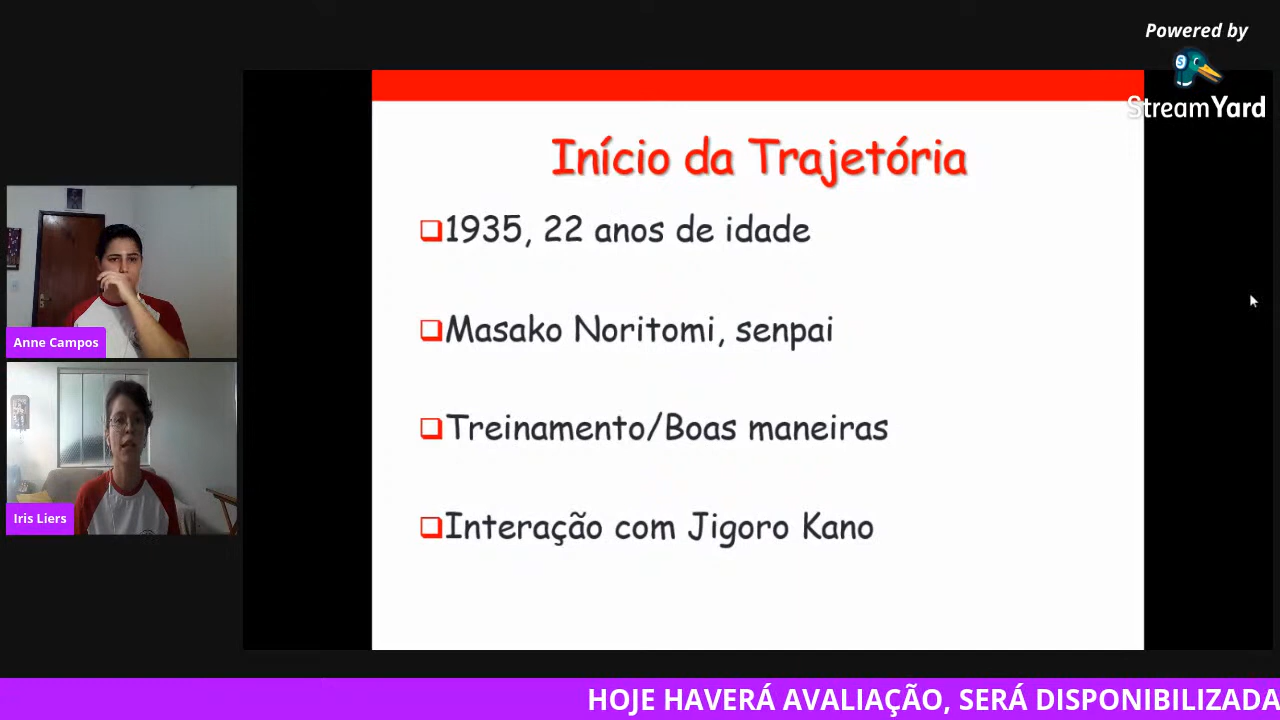 Powered by
StreamYard
Início da Trajetória
1935, 22 anos de idade
Masako Noritomi, senpai
Treinamento/Boas maneiras
Interação com Jigoro Kano
Anne Campos
Iris Liers
HOJE HAVERÁ AVALIAÇÃO, SERÁ DISPONIBILIZADA